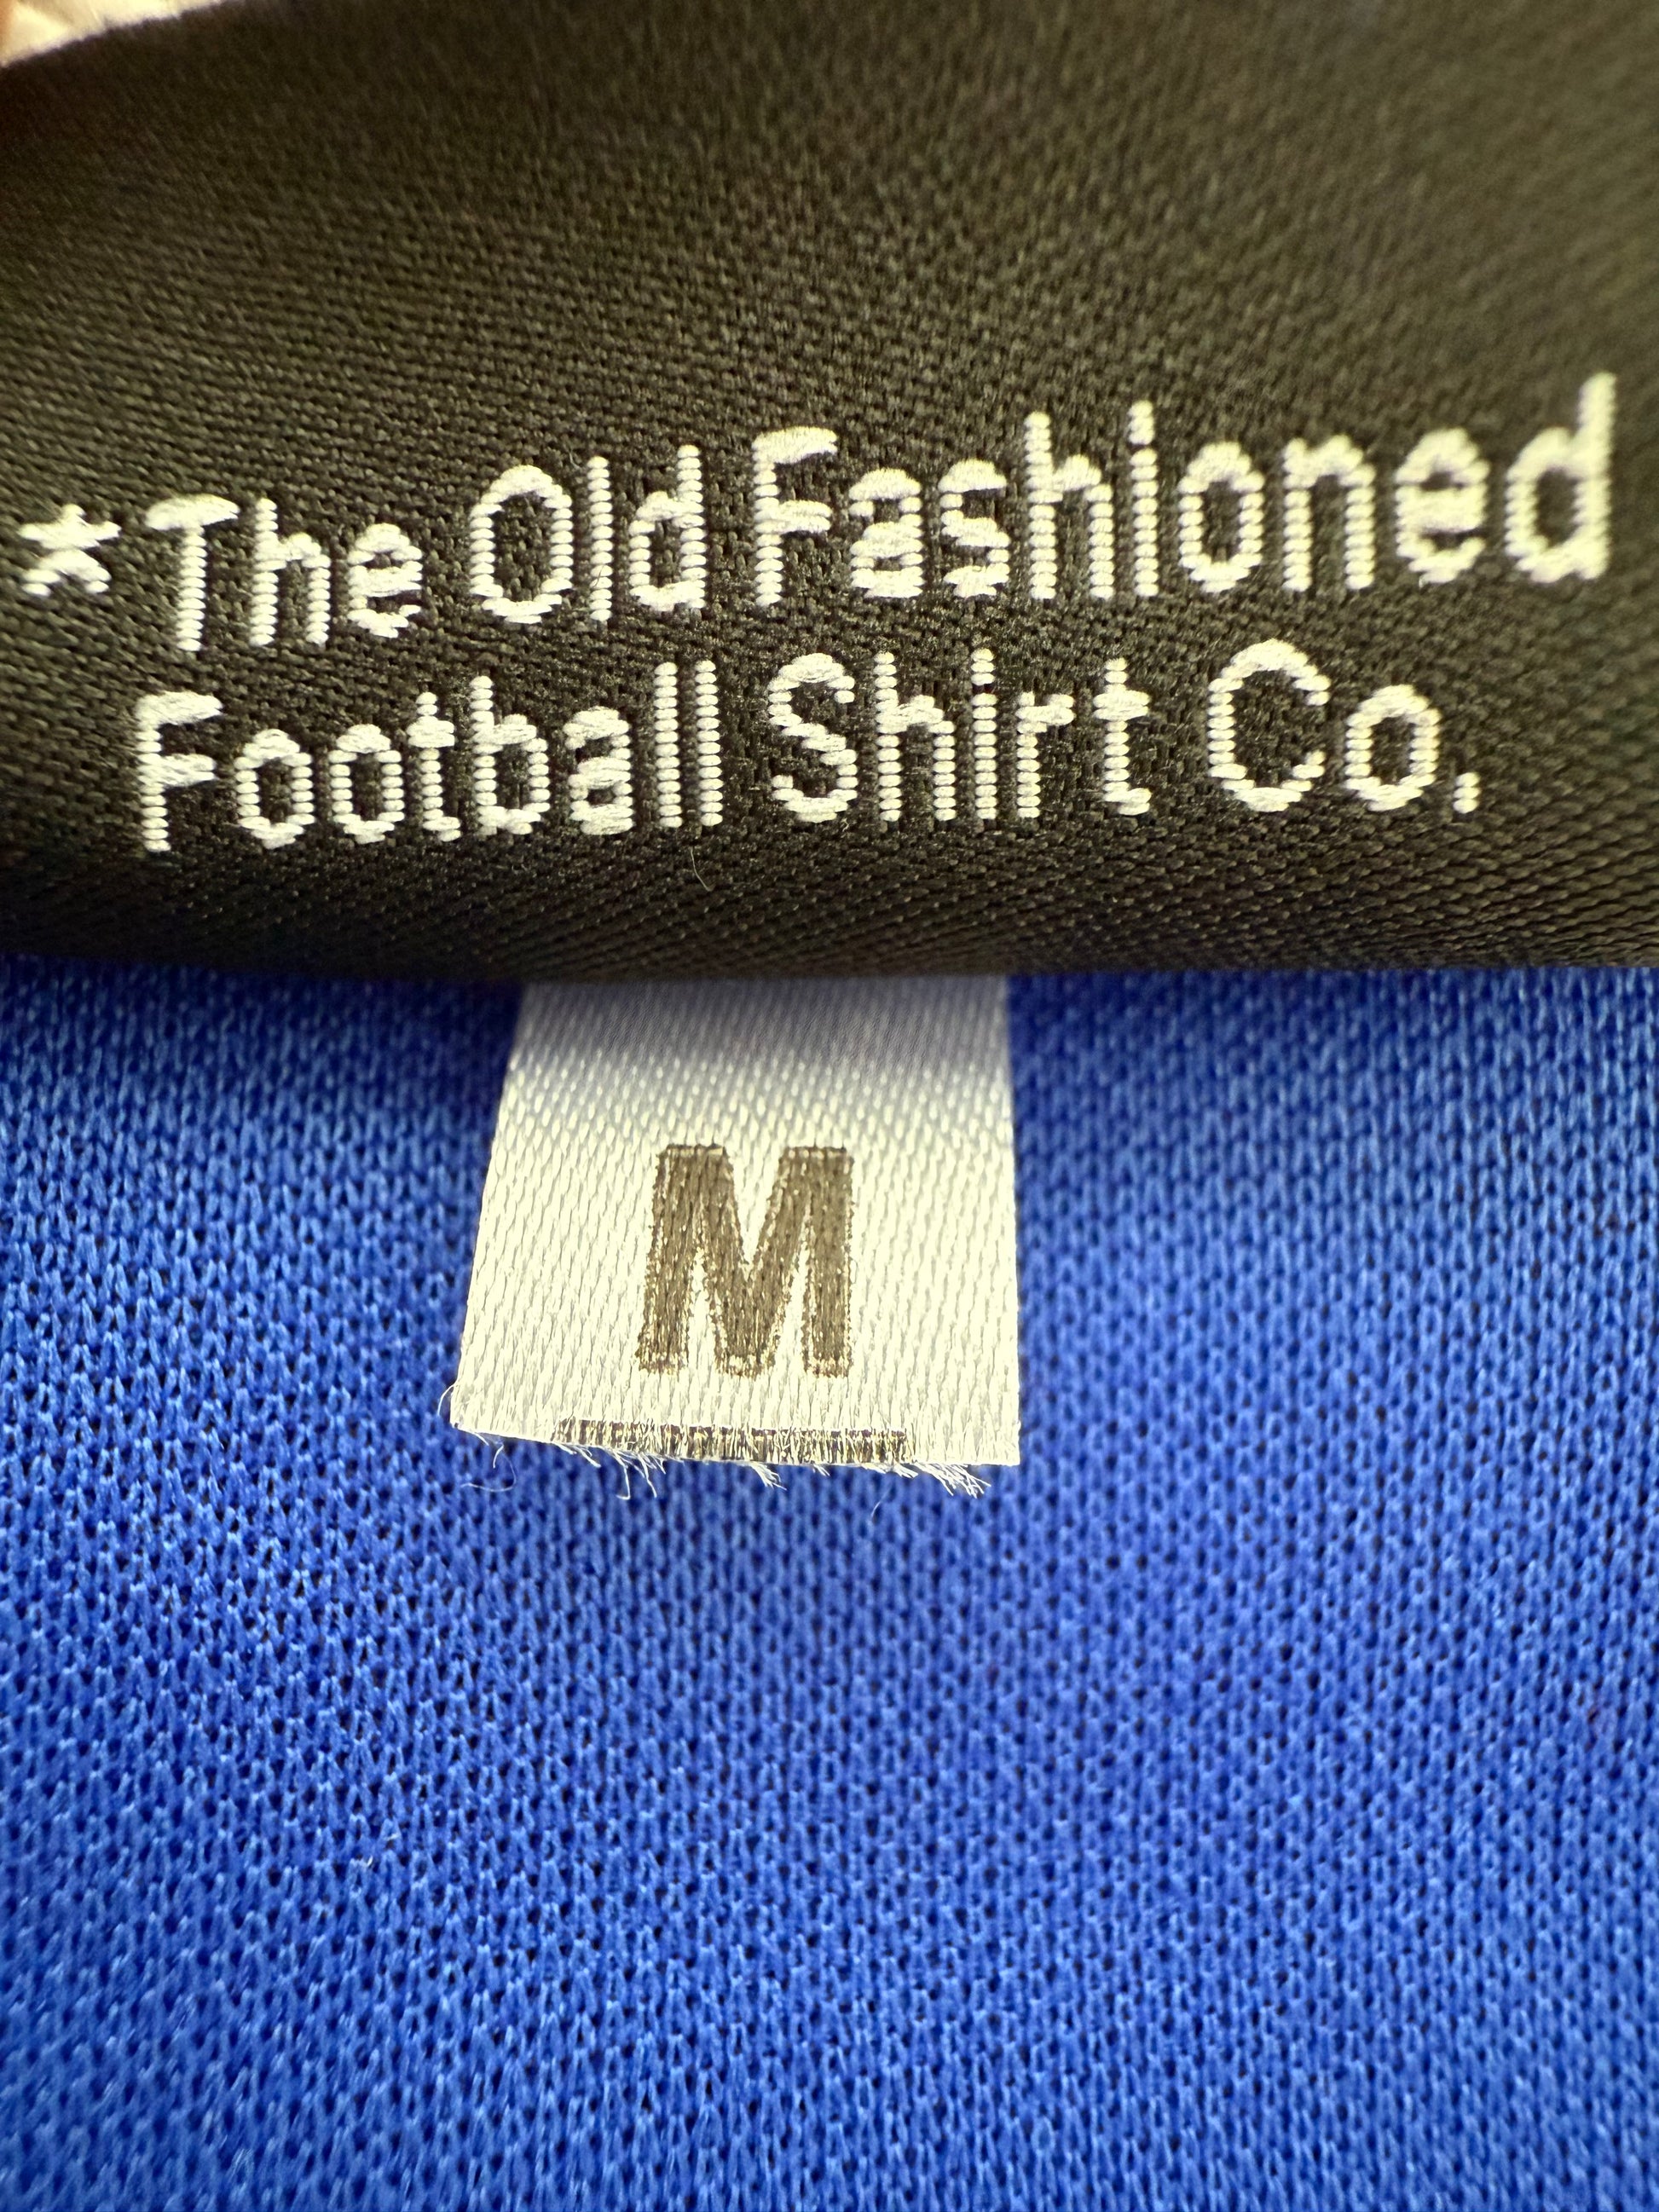 *The Old Fashioned
Football Shirt Co.
M